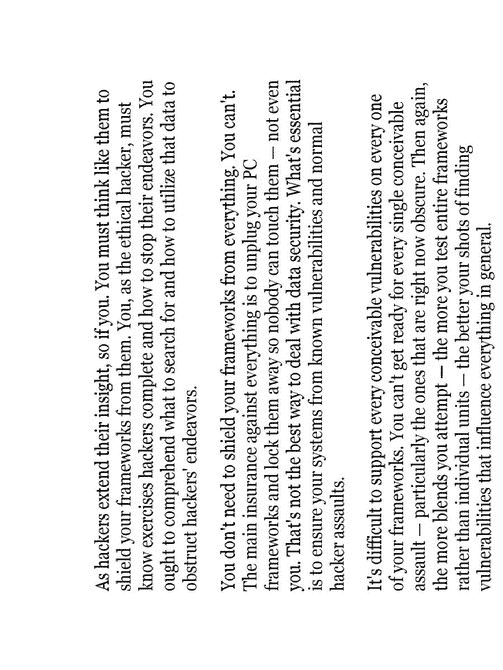 As hackers extend their insight, so if you. You must think like them to
shield your frameworks from them. You, as the ethical hacker, must
know exercises hackers complete and how to stop their endeavors. You
ought to comprehend what to search for and how to utilize that data to
obstruct hackers' endeavors.
You don't need to shield your frameworks from everything. You can't.
The main insurance against everything is to unplug your PC
frameworks and lock them away so nobody can touch them — not even
you. That's not the best way to deal with data security. What's essential
is to ensure your systems from known vulnerabilities and normal
hacker assaults.
It's difficult to support every conceivable vulnerabilities on every one
of your frameworks. You can't get ready for every single conceivable
assault — particularly the ones that are right now obscure. Then again,
the more blends you attempt — the more you test entire frameworks
rather than individual units — the better your shots of finding
vulnerabilities that influence everything in general.